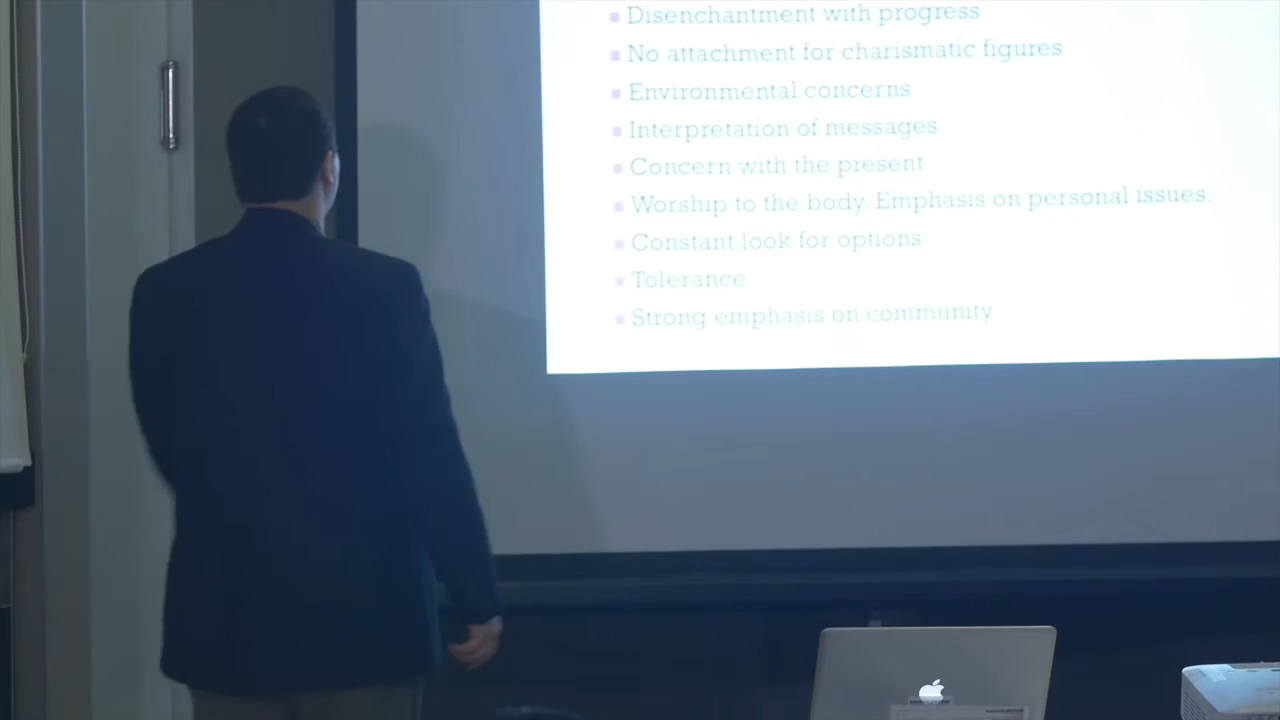 Disenchantment with progress
No attachment for charismatic figures
Environmental concerns
Interpretation of messages
Concern with the present
Worship to the body. Emphasis on personal issues.
Constant look for options
Tolerance
Strong emphasis on community